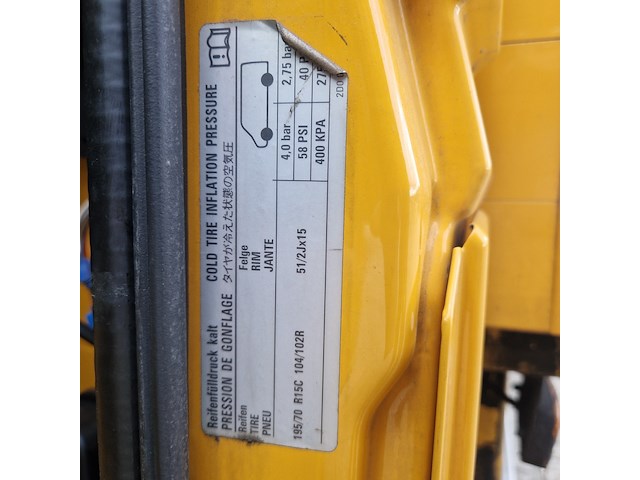 Reifenfülldruck kalt COLD TIRE INFLATION PRESSURE
PRESSION DE GONFLAGE タイヤが冷えた状態の空気圧
Reifen Felge
TIRE RIM
PNEU JANTE
195/70 R15C 104/102R 51/2Jx15
4,0 bar 2,75
58 PSI 40
400 KPA